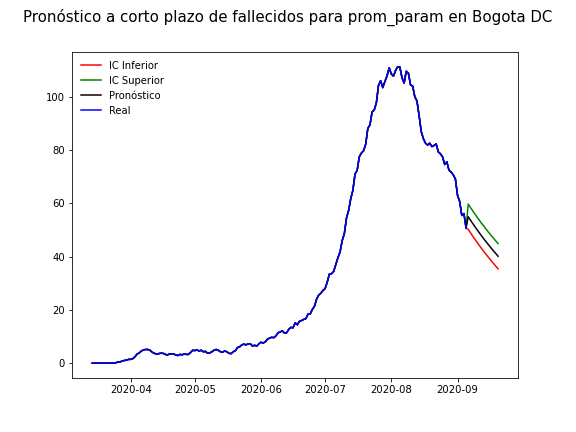 Pronóstico a corto plazo de fallecidos para prom_param en Bogota DC
IC Inferior
IC Superior
Pronóstico
Real
100
80
60
40
20
0
2020-04 2020-05 2020-06 2020-07 2020-08 2020-09